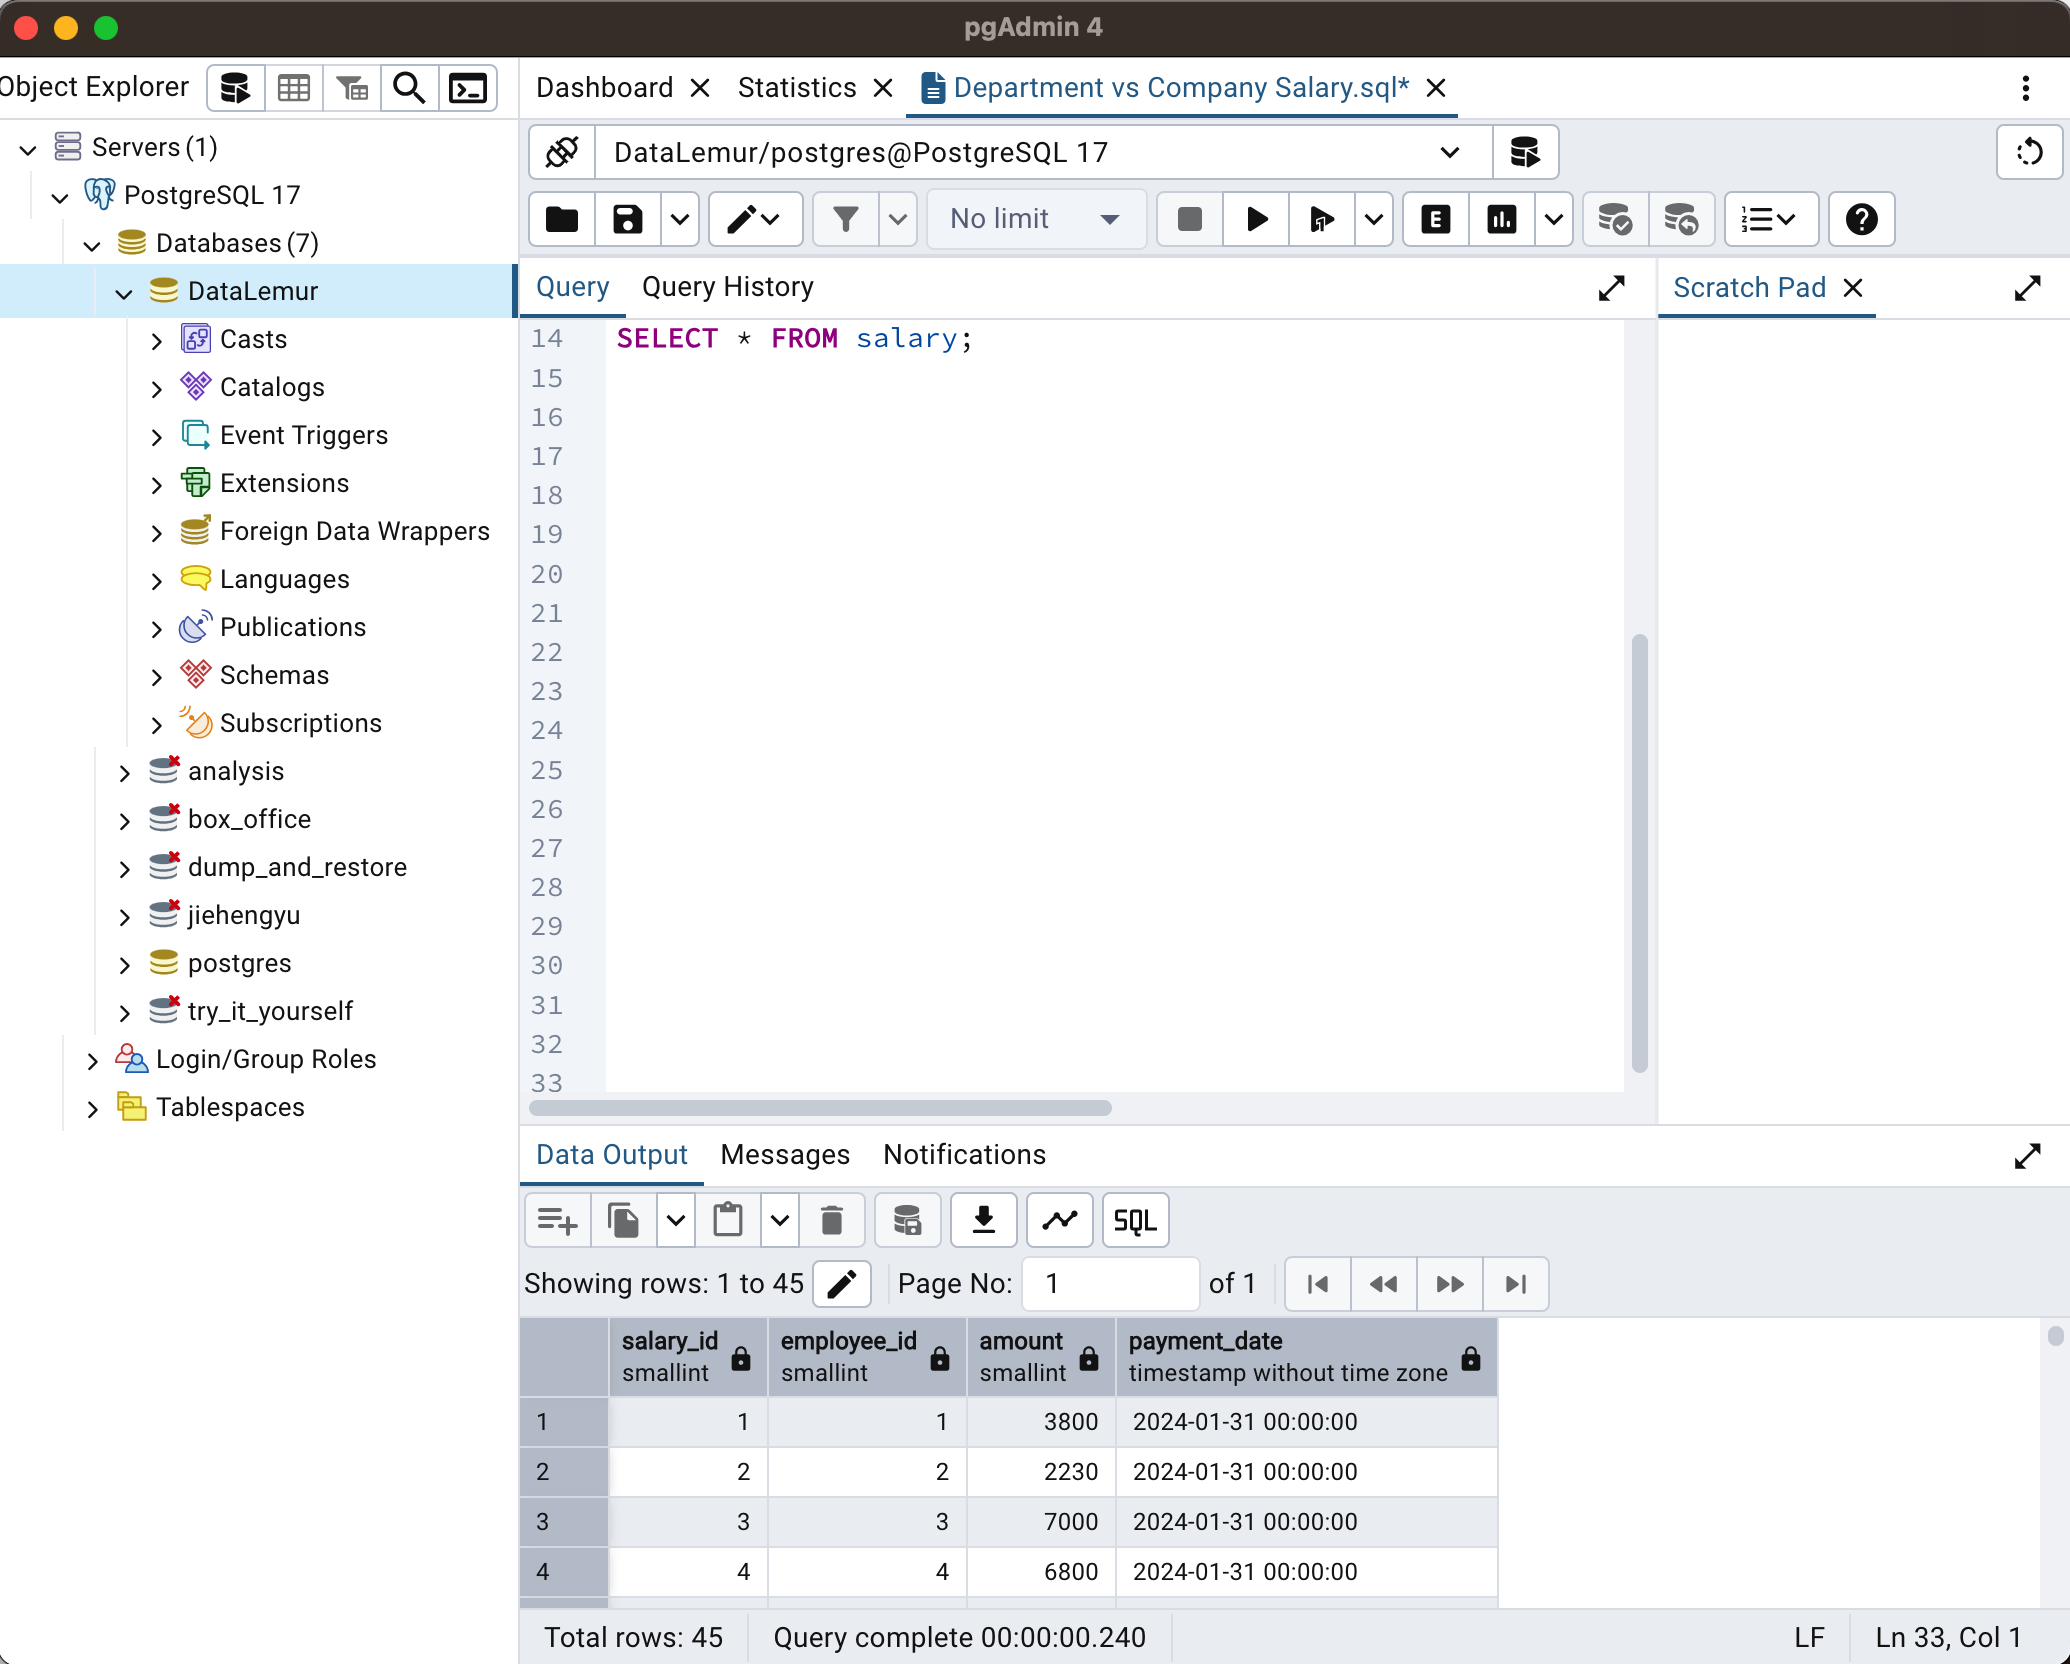 pgAdmin 4
Object Explorer
Dashboard
Statistics
Department vs Company Salary.sql*
Servers (1)
PostgreSQL 17
Databases (7)
DataLemur
Casts
Catalogs
Event Triggers
Extensions
Foreign Data Wrappers
Languages
Publications
Schemas
Subscriptions
analysis
box_office
dump_and_restore
jiehengyu
postgres
try_it_yourself
Login/Group Roles
Tablespaces
DataLemur/postgres@PostgreSQL 17
No limit
E
Query
Query History
Scratch Pad
14 SELECT * FROM salary;
15
16
17
18
19
20
21
22
23
24
25
26
27
28
29
30
31
32
33
Data Output
Messages
Notifications
SQL
Showing rows: 1 to 45
Page No: 1 of 1
salary_id employee_id amount payment_date
smallint smallint smallint timestamp without time zone
1 1 1 3800 2024-01-31 00:00:00
2 2 2 2230 2024-01-31 00:00:00
3 3 3 7000 2024-01-31 00:00:00
4 4 4 6800 2024-01-31 00:00:00
Total rows: 45
Query complete 00:00:00.240
LF
Ln 33, Col 1